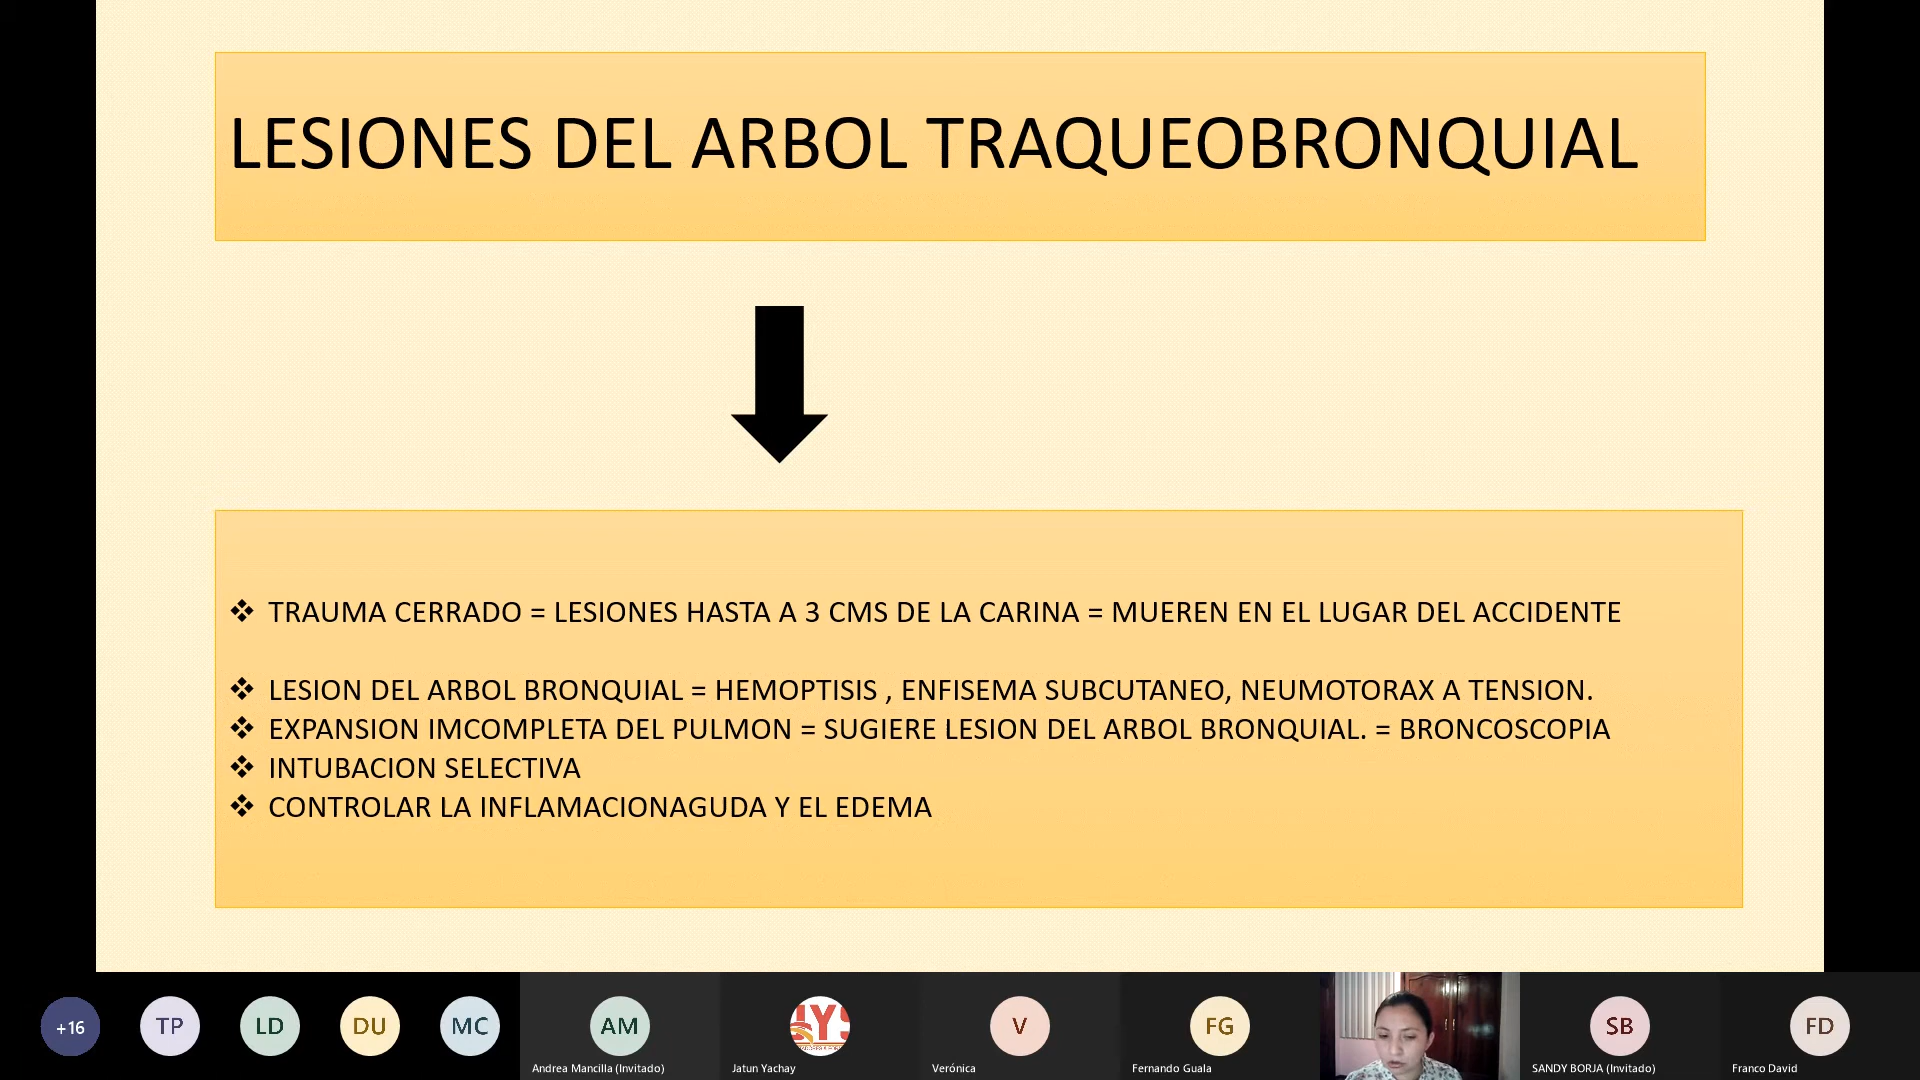 LESIONES DEL ARBOL TRAQUEOBRONQUIAL
❖ TRAUMA CERRADO = LESIONES HASTA A 3 CMS DE LA CARINA = MUEREN EN EL LUGAR DEL ACCIDENTE
❖ LESION DEL ARBOL BRONQUIAL = HEMOPTISIS , ENFISEMA SUBCUTANEO, NEUMOTORAX A TENSION.
❖ EXPANSION IMCOMPLETA DEL PULMON = SUGIERE LESION DEL ARBOL BRONQUIAL. = BRONCOSCOPIA
❖ INTUBACION SELECTIVA
❖ CONTROLAR LA INFLAMACIONAGUDA Y EL EDEMA
+16 TP LD DU MC AM V FG SB FD
Andrea Mancilla (Invitado) Jatun Yachay Verónica Fernando Guala SANDY BORJA (Invitado) Franco David